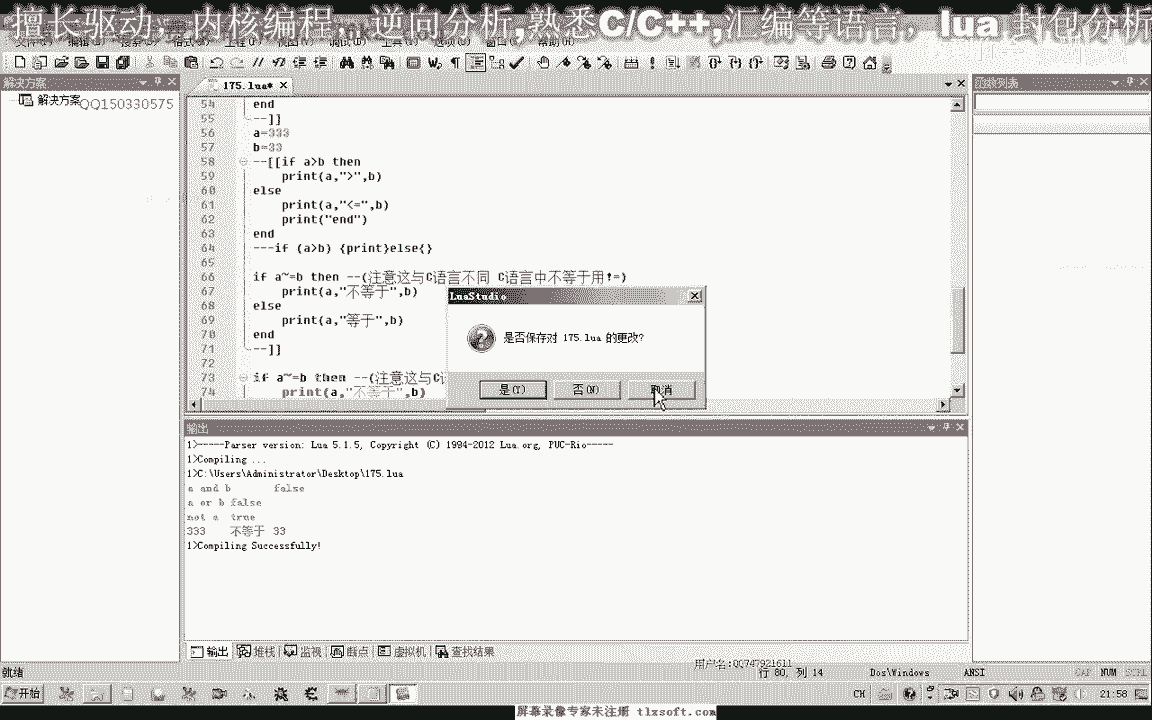 擅长驱动，内核编程，逆向分析,熟悉C/C++,汇编等语言，lua 封包分析
175.lua*
解决方案
解决方案QQ150330575
函数列表
54 end
55 --]]
56 a=333
57 b=33
58 --[[if a>b then
59 print(a,">",b)
60 else
61 print(a,"<=",b)
62 print("end")
63 end
64 ---if (a>b) {print}else{}
65
66 if a~=b then --(注意这与C语言不同 C语言中不等于用!=)
67 print(a,"不等于",b)
68 else
69 print(a,"等于",b)
70 end
71 --]]
72
73 if a~=b then --(注意这与C
74 print(a,"不等于",b)
LuaStudio
是否保存对 175.lua 的更改?
是(Y) 否(N) 取消
输出
1>-----Parser version: Lua 5.1.5, Copyright (C) 1994-2012 Lua.org, PUC-Rio-----
1>Compiling ...
1>C:\Users\Administrator\Desktop\175.lua
a and b false
a or b false
not a true
333 不等于 33
1>Compiling Successfully!
输出 堆栈 监视 断点 虚拟机 查找结果
用户名:QQ747921611
就绪 行 80, 列 14 Dos\Windows ANSI CAP NUM SCRL
开始 CH 21:58
屏幕录像专家未注册 tlxsoft.com